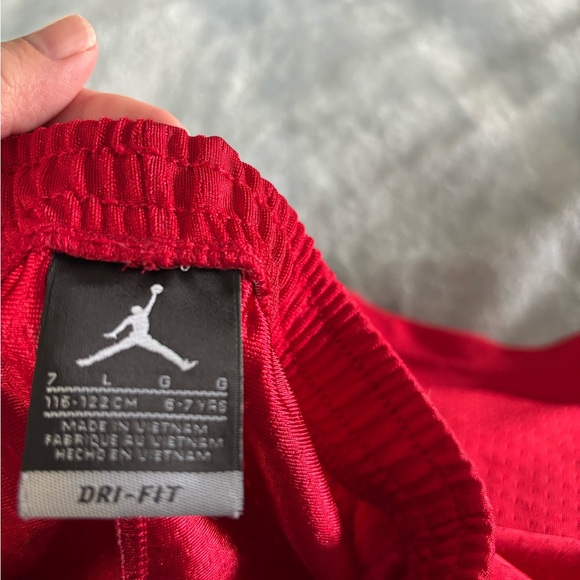 7 L G G
116-122 CM 6-7 YRS
MADE IN VIETNAM
FABRIQUE AU VIETNAM
HECHO EN VIETNAM
DRI-FIT